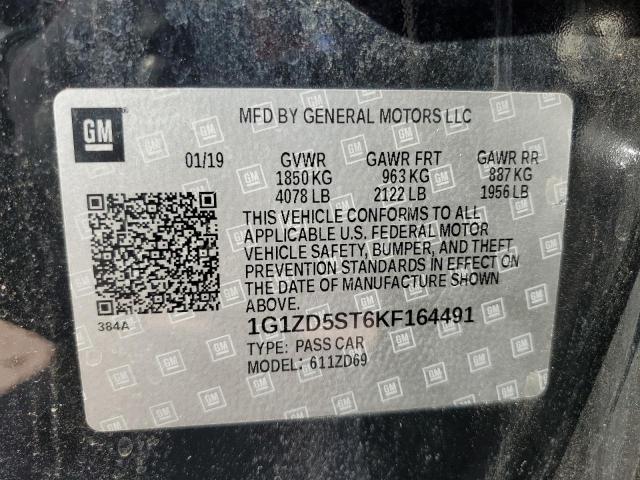 GM
MFD BY GENERAL MOTORS LLC
01/19 GVWR GAWR FRT GAWR RR
1850 KG 963 KG 887 KG
4078 LB 2122 LB 1956 LB
THIS VEHICLE CONFORMS TO ALL
APPLICABLE U.S. FEDERAL MOTOR
VEHICLE SAFETY, BUMPER, AND THEFT
PREVENTION STANDARDS IN EFFECT ON
THE DATE OF MANUFACTURE SHOWN
ABOVE.
384A
1G1ZD5ST6KF164491
TYPE: PASS CAR
MODEL: 611ZD69